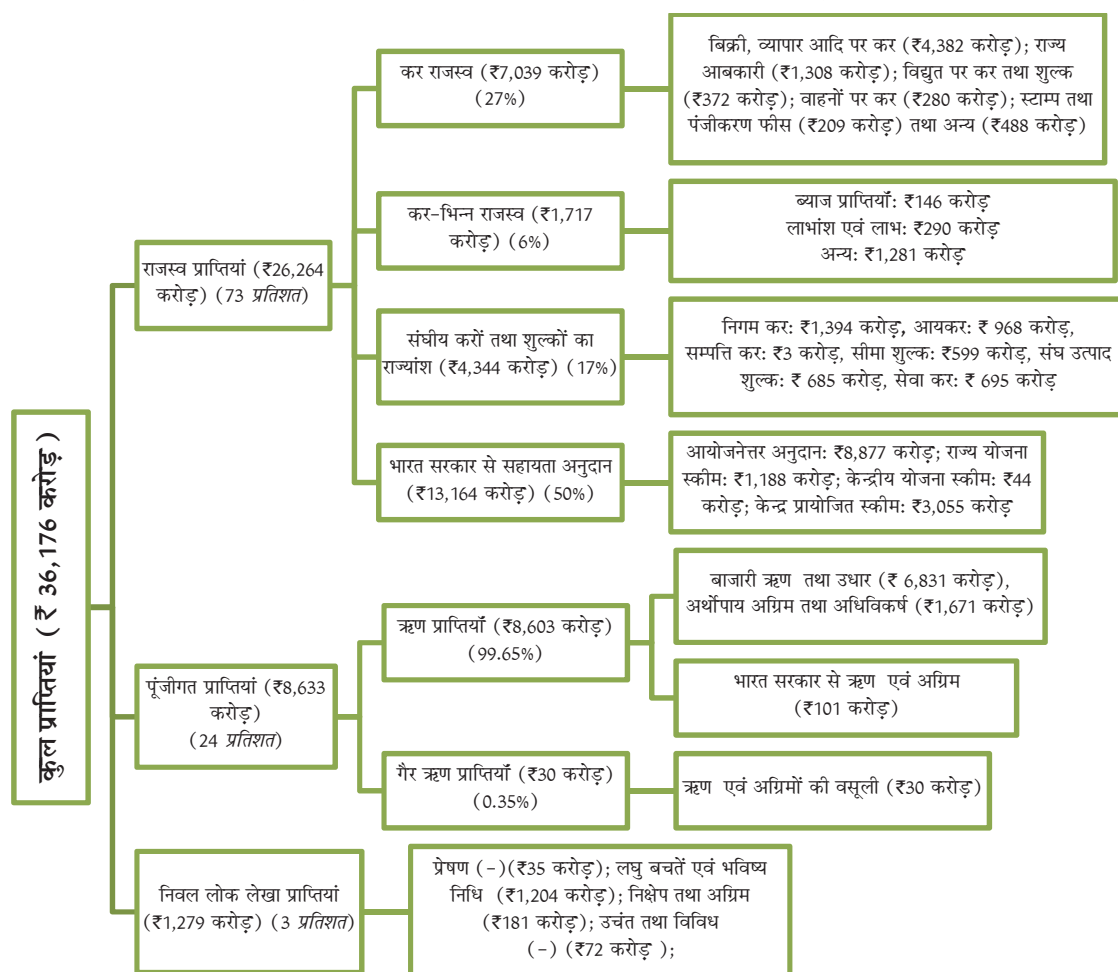 कुल प्राप्तियां (₹ 36,176 करोड़)
राजस्व प्राप्तियां (₹26,264
करोड़) (73 प्रतिशत)
कर राजस्व (₹7,039 करोड़)
(27%)
बिक्री, व्यापार आदि पर कर (₹4,382 करोड़); राज्य
आबकारी (₹1,308 करोड़); विद्युत पर कर तथा शुल्क
(₹372 करोड़); वाहनों पर कर (₹280 करोड़); स्टाम्प तथा
पंजीकरण फीस (₹209 करोड़) तथा अन्य (₹488 करोड़)
कर-भिन्न राजस्व (₹1,717
करोड़) (6%)
ब्याज प्राप्तियाँ: ₹146 करोड़
लाभांश एवं लाभ: ₹290 करोड़
अन्य: ₹1,281 करोड़
संघीय करों तथा शुल्कों का
राज्यांश (₹4,344 करोड़) (17%)
निगम कर: ₹1,394 करोड़, आयकर: ₹ 968 करोड़,
सम्पत्ति कर: ₹3 करोड़, सीमा शुल्क: ₹599 करोड़, संघ उत्पाद
शुल्क: ₹ 685 करोड़, सेवा कर: ₹ 695 करोड़
भारत सरकार से सहायता अनुदान
(₹13,164 करोड़) (50%)
आयोजनेत्तर अनुदान: ₹8,877 करोड़; राज्य योजना
स्कीम: ₹1,188 करोड़; केन्द्रीय योजना स्कीम: ₹44
करोड़; केन्द्र प्रायोजित स्कीम: ₹3,055 करोड़
पूंजीगत प्राप्तियां (₹8,633
करोड़)
(24 प्रतिशत)
ऋण प्राप्तियाँ (₹8,603 करोड़)
(99.65%)
बाजारी ऋण तथा उधार (₹ 6,831 करोड़),
अर्थोपाय अग्रिम तथा अधिविकर्ष (₹1,671 करोड़)
भारत सरकार से ऋण एवं अग्रिम
(₹101 करोड़)
गैर ऋण प्राप्तियाँ (₹30 करोड़)
(0.35%)
ऋण एवं अग्रिमों की वसूली (₹30 करोड़)
निवल लोक लेखा प्राप्तियां
(₹1,279 करोड़) (3 प्रतिशत)
प्रेषण (-)(₹35 करोड़); लघु बचतें एवं भविष्य
निधि (₹1,204 करोड़); निक्षेप तथा अग्रिम
(₹181 करोड़); उचंत तथा विविध
(-) (₹72 करोड़ );